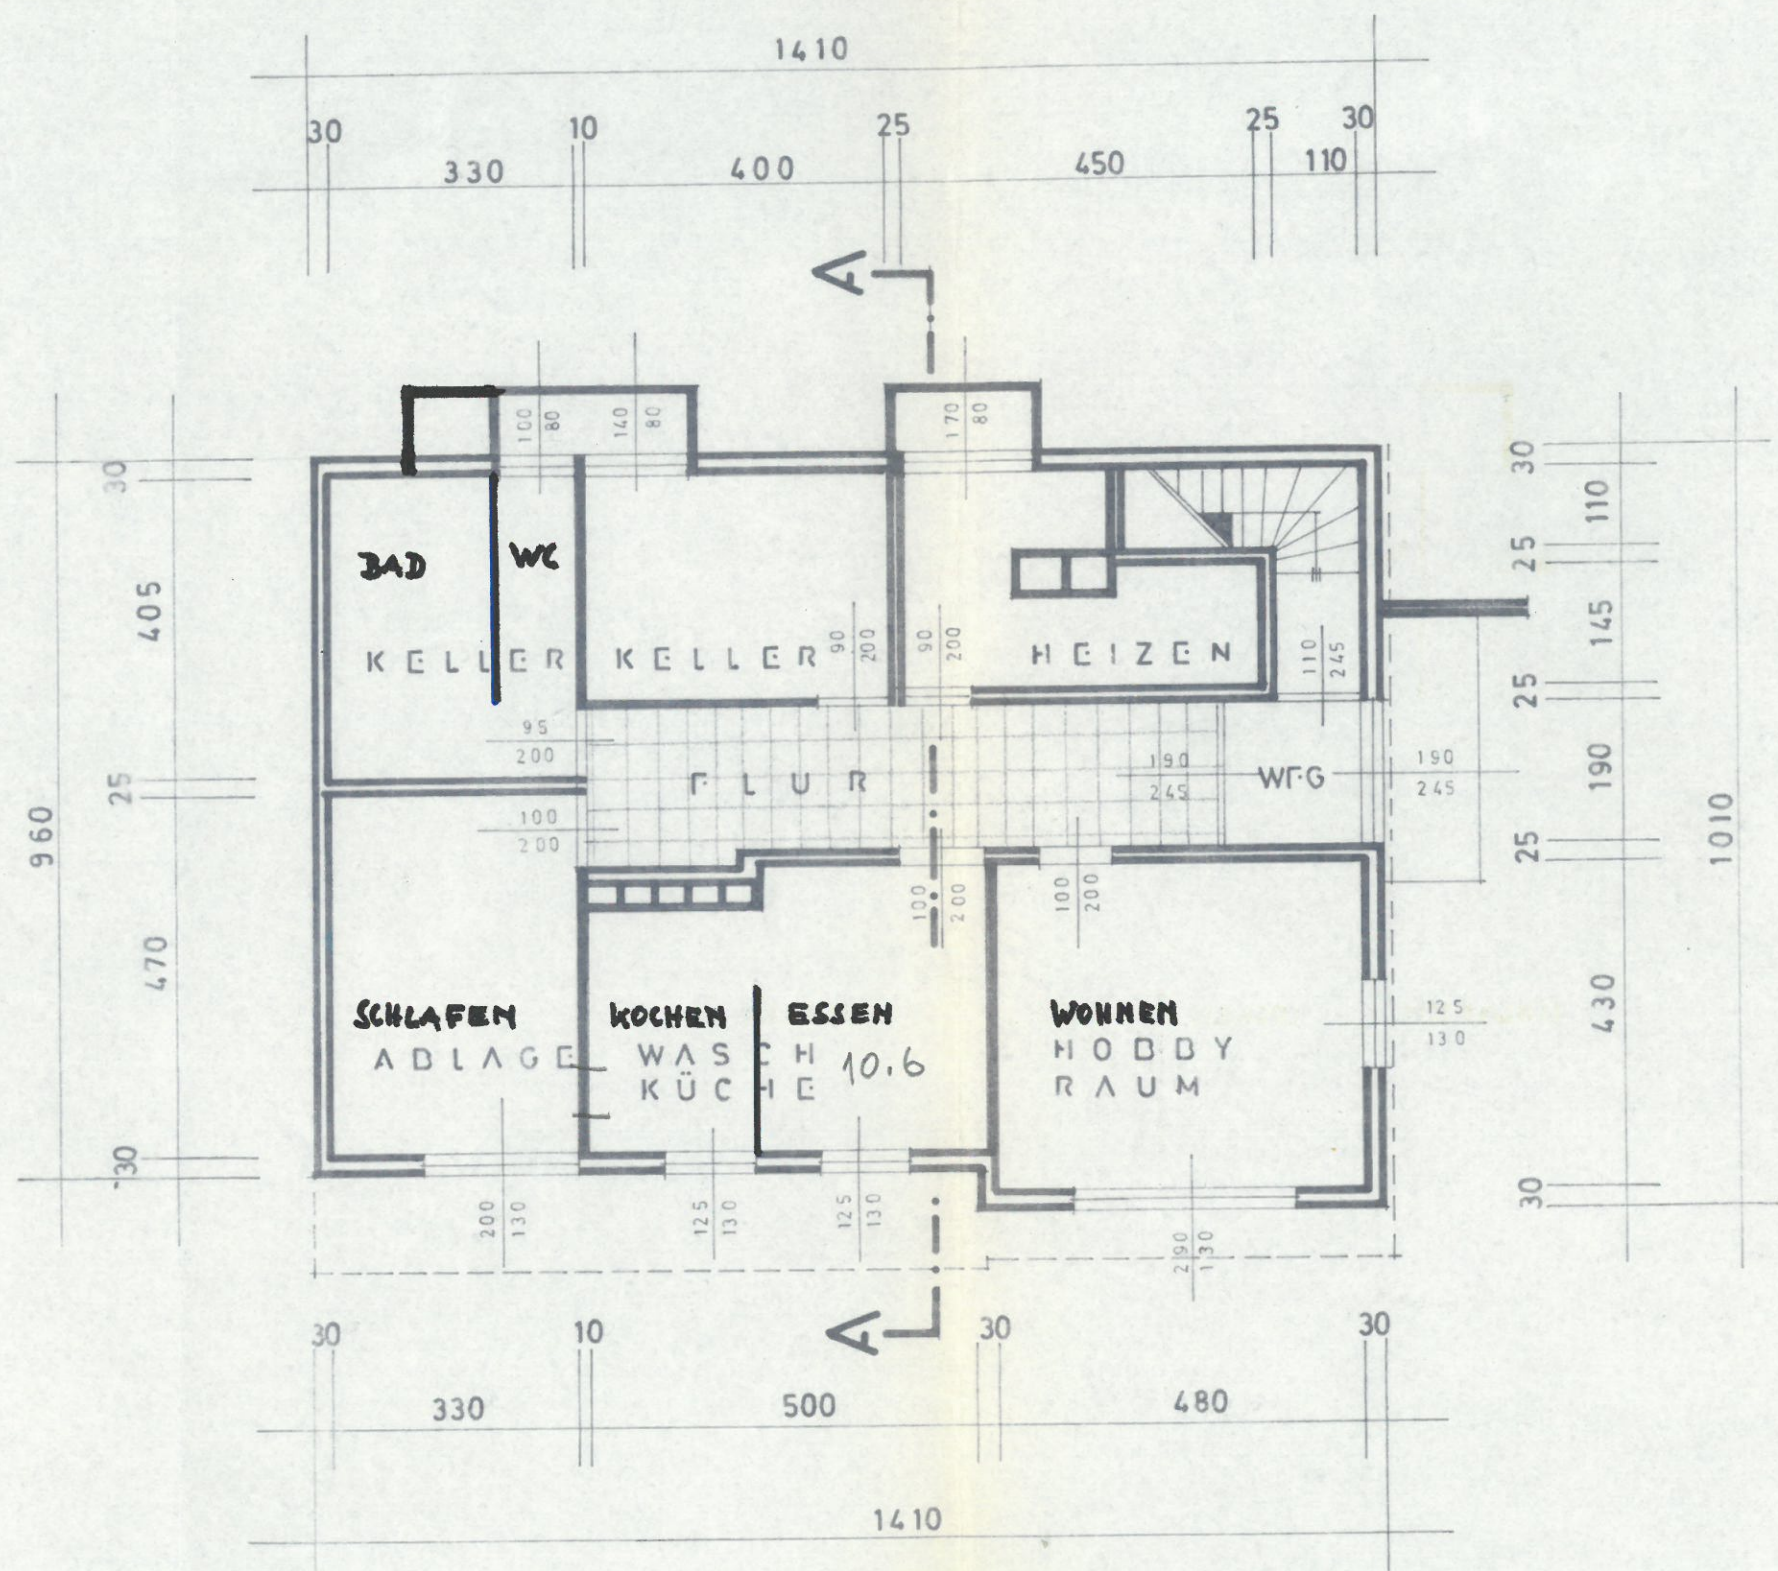 1410
30 10 25 25 30
330 400 450 110
A
100 80 140 80 170 80
30 30
110
BAD WC
25
405 145
KELLER KELLER 90 200 90 200 HEIZEN 110 245
25
95
200
FLUR 190 245 WFG 190 245 190
25
960 1010
100
200
25
100 200 100 200
470 430
SCHLAFEN KOCHEN ESSEN WOHNEN 125
130
ABLAGE WASCH 10.6 HOBBY
KÜCHE RAUM
30 30
200 130 125 130 125 130 290 130
30 10 A 30 30
330 500 480
1410